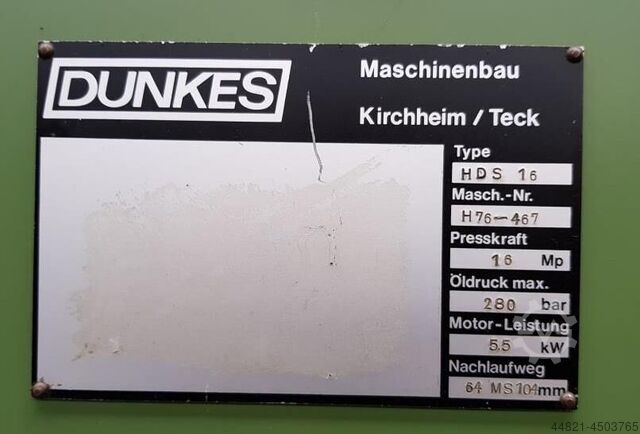 DUNKES
Maschinenbau
Kirchheim / Teck
Type
HDS 16
Masch.-Nr.
H76-467
Presskraft
16 Mp
Öldruck max.
280 bar
Motor-Leistung
5,5 kW
Nachlaufweg
64 MS 104 mm
44821-4503765